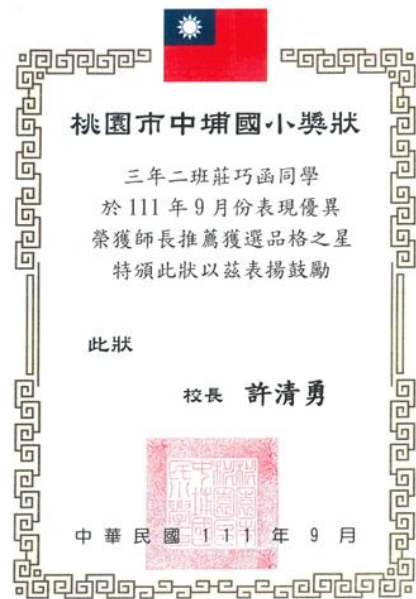 桃園市中埔國小獎狀
三年二班莊巧函同學
於 111 年 9 月份表現優異
榮獲師長推薦獲選品格之星
特頒此狀以茲表揚鼓勵
此狀
校長 許清勇
中華民國 111 年 9 月